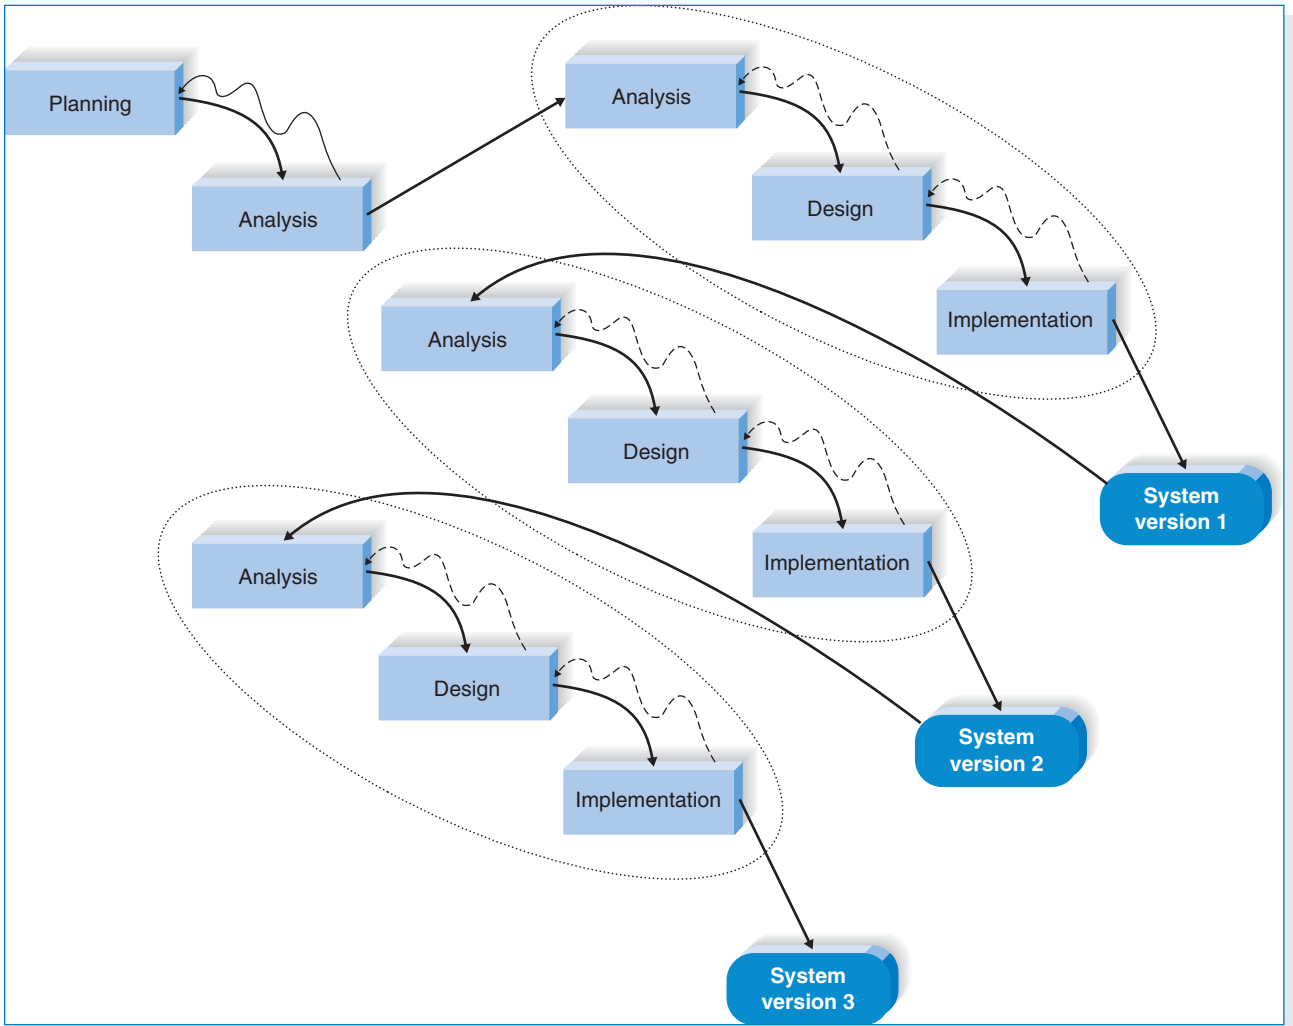 Planning
Analysis
Analysis
Design
Implementation
System
version 1
Analysis
Design
Implementation
System
version 2
Analysis
Design
Implementation
System
version 3